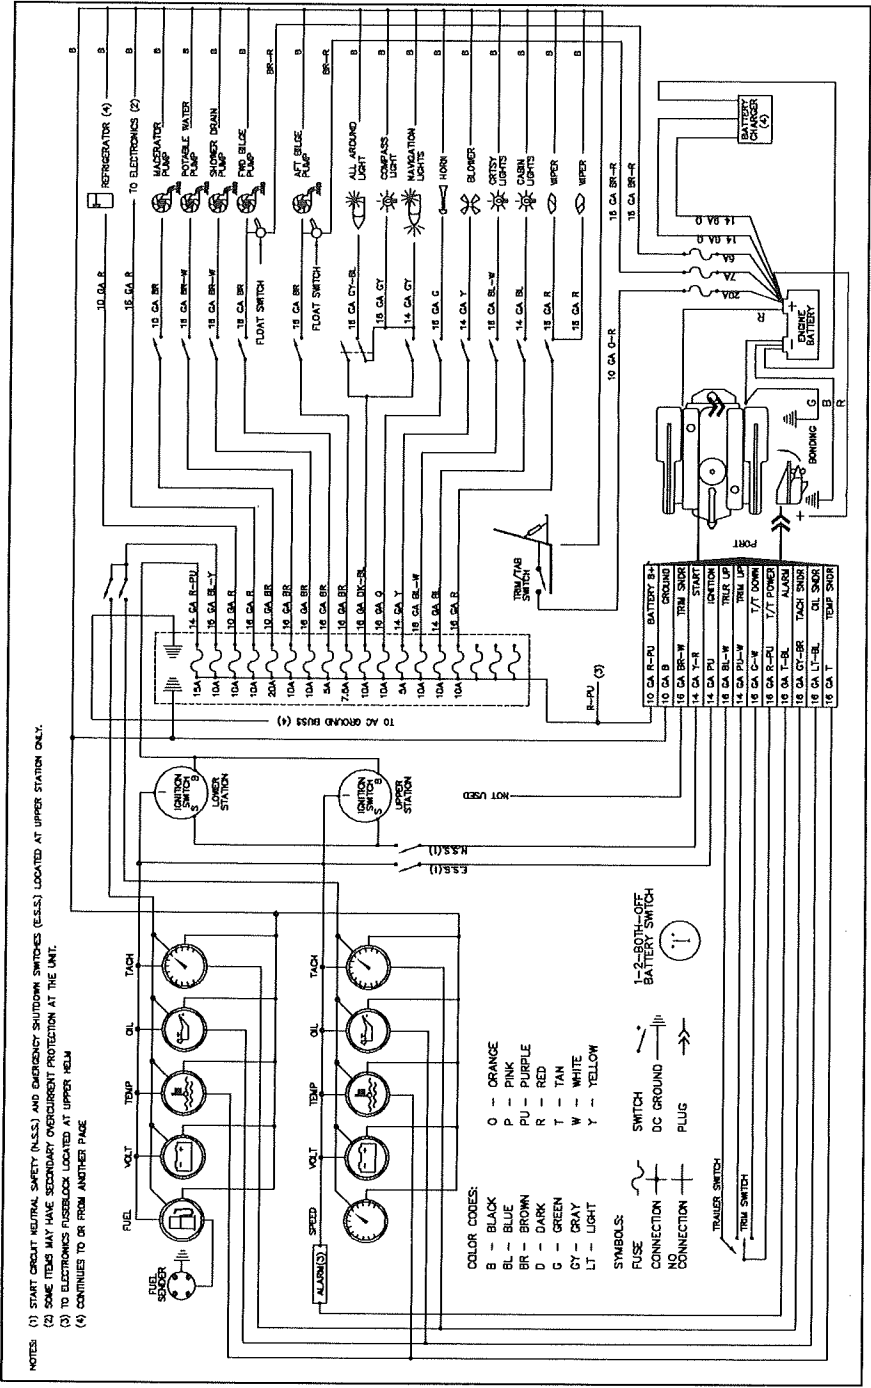 NOTES: (1) START CIRCUIT NEUTRAL SAFETY (N.S.S.) AND EMERGENCY SHUTDOWN SWITCHES (E.S.S.) LOCATED AT UPPER STATION ONLY.
(2) SOME ITEMS MAY HAVE SECONDARY OVERCURRENT PROTECTION AT THE UNIT.
(3) TO ELECTRONICS FUSEBLOCK LOCATED AT UPPER HELM
(4) CONTINUES TO OR FROM ANOTHER PAGE
FUEL SENDER
FUEL
VOLT
TEMP
OIL
TACH
ALARM(3)
SPEED
VOLT
TEMP
OIL
TACH
IGNITION SWITCH
I
B
S
LOWER STATION
IGNITION SWITCH
I
B
S
UPPER STATION
N.S.S.(1)
E.S.S.(1)
NOT USED
TO AC GROUND BUSS (4)
R-PU
(3)
15A
10A
10A
10A
20A
10A
10A
5A
7.5A
10A
10A
5A
10A
10A
10A
14 GA R-PU
16 GA BL-Y
10 GA R
16 GA R
10 GA BR
16 GA BR
16 GA BR
16 GA BR
16 GA BR
16 GA DK-BL
16 GA G
14 GA Y
16 GA BL-W
14 GA BL
16 GA R
10 GA R
REFRIGERATOR (4)
B
16 GA R
TO ELECTRONICS (2)
B
10 GA BR
MACERATOR PUMP
B
16 GA BR-W
POTABLE WATER PUMP
B
16 GA BR-W
SHOWER DRAIN PUMP
B
16 GA BR
FWD BILGE PUMP
B
FLOAT SWITCH
BR-R
16 GA BR
AFT BILGE PUMP
B
FLOAT SWITCH
BR-R
16 GA GY-BL
ALL AROUND LIGHT
B
16 GA GY
COMPASS LIGHT
B
14 GA GY
NAVIGATION LIGHTS
B
16 GA G
HORN
B
14 GA Y
BLOWER
B
16 GA BL-W
CRTSY LIGHTS
B
14 GA BL
CABIN LIGHTS
B
16 GA R
WIPER
B
16 GA R
WIPER
B
B
16 GA BR-R
16 GA BR-R
10 GA O-R
TRIM/TAB SWITCH
BATTERY CHARGER (4)
14 GA O
14 GA O
6A
7A
20A
R
ENGINE BATTERY
+
-
G
B
R
BONDING
+
PORT
10 GA R-PU BATTERY B+
10 GA B GROUND
16 GA BR-W TRIM SNDR
14 GA Y-R START
14 GA PU IGNITION
16 GA BL-W TRLR UP
14 GA PU-W TRIM UP
16 GA G-W T/T DOWN
16 GA R-PU T/T POWER
16 GA T-BL ALARM
16 GA GY-BR TACH SNDR
16 GA LT-BL OIL SNDR
16 GA T TEMP SNDR
COLOR CODES:
B - BLACK
BL - BLUE
BR - BROWN
D - DARK
G - GREEN
GY - GRAY
LT - LIGHT
O - ORANGE
P - PINK
PU - PURPLE
R - RED
T - TAN
W - WHITE
Y - YELLOW
SYMBOLS:
FUSE
CONNECTION
NO CONNECTION
SWITCH
DC GROUND
PLUG
1-2-BOTH-OFF BATTERY SWITCH
TRAILER SWITCH
TRIM SWITCH